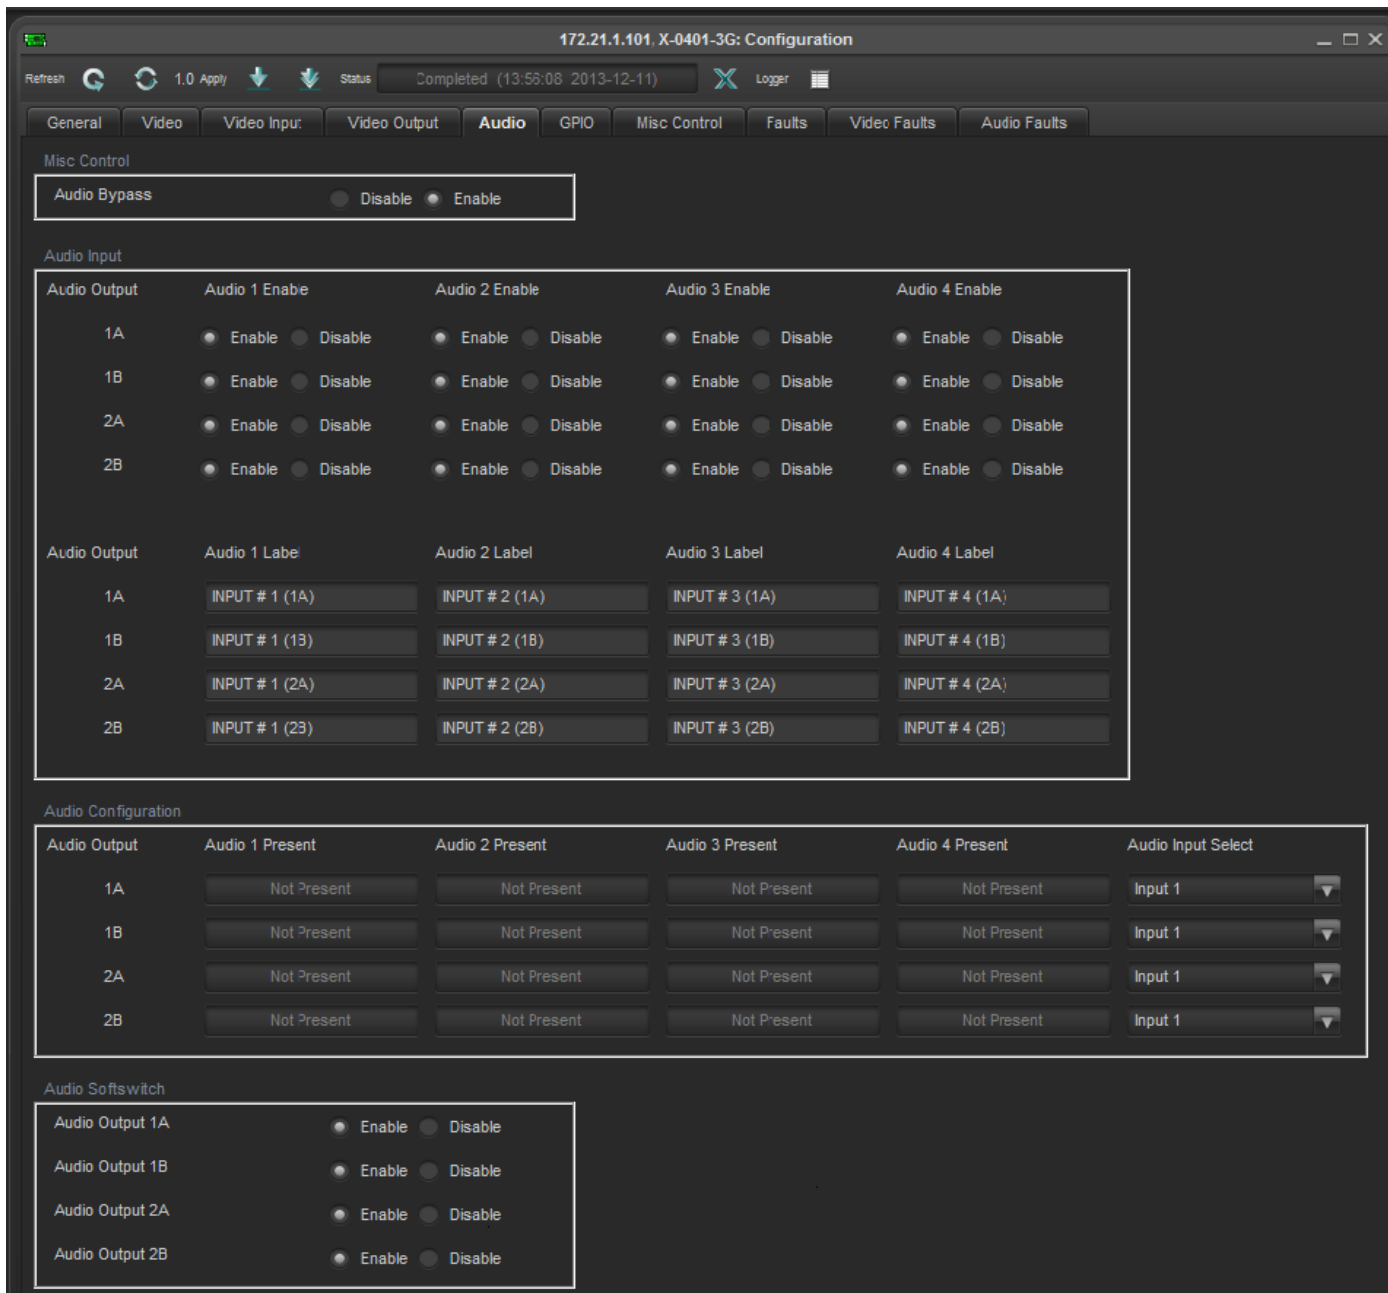 172.21.1.101, X-0401-3G: Configuration
Refresh 1.0 Apply Status Completed (13:56:08 2013-12-11) Logger
General Video Video Input Video Output Audio GPIO Misc Control Faults Video Faults Audio Faults
Misc Control
Audio Bypass Disable Enable
Audio Input
Audio Output Audio 1 Enable Audio 2 Enable Audio 3 Enable Audio 4 Enable
1A Enable Disable Enable Disable Enable Disable Enable Disable
1B Enable Disable Enable Disable Enable Disable Enable Disable
2A Enable Disable Enable Disable Enable Disable Enable Disable
2B Enable Disable Enable Disable Enable Disable Enable Disable
Audio Output Audio 1 Label Audio 2 Label Audio 3 Label Audio 4 Label
1A INPUT # 1 (1A) INPUT # 2 (1A) INPUT # 3 (1A) INPUT # 4 (1A)
1B INPUT # 1 (1B) INPUT # 2 (1B) INPUT # 3 (1B) INPUT # 4 (1B)
2A INPUT # 1 (2A) INPUT # 2 (2A) INPUT # 3 (2A) INPUT # 4 (2A)
2B INPUT # 1 (2B) INPUT # 2 (2B) INPUT # 3 (2B) INPUT # 4 (2B)
Audio Configuration
Audio Output Audio 1 Present Audio 2 Present Audio 3 Present Audio 4 Present Audio Input Select
1A Not Present Not Present Not Present Not Present Input 1
1B Not Present Not Present Not Present Not Present Input 1
2A Not Present Not Present Not Present Not Present Input 1
2B Not Present Not Present Not Present Not Present Input 1
Audio Softswitch
Audio Output 1A Enable Disable
Audio Output 1B Enable Disable
Audio Output 2A Enable Disable
Audio Output 2B Enable Disable